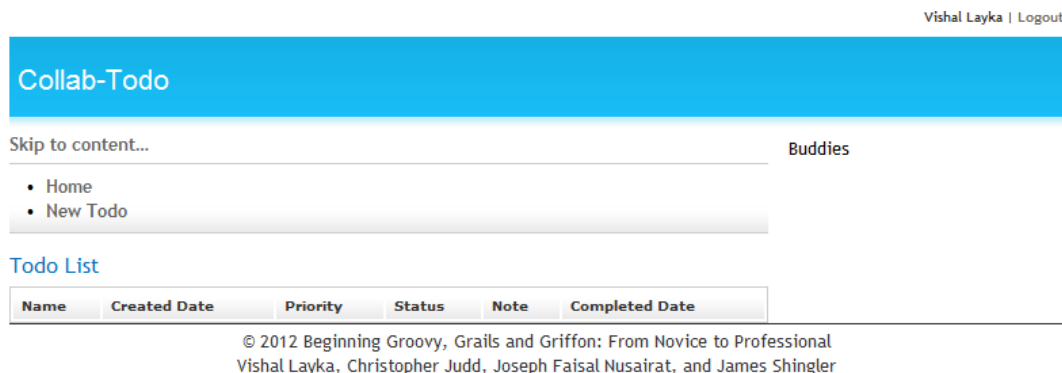 Vishal Layka | Logout
Collab-Todo
Skip to content...
Buddies
Home
New Todo
Todo List
Name Created Date Priority Status Note Completed Date
© 2012 Beginning Groovy, Grails and Griffon: From Novice to Professional
Vishal Layka, Christopher Judd, Joseph Faisal Nusairat, and James Shingler